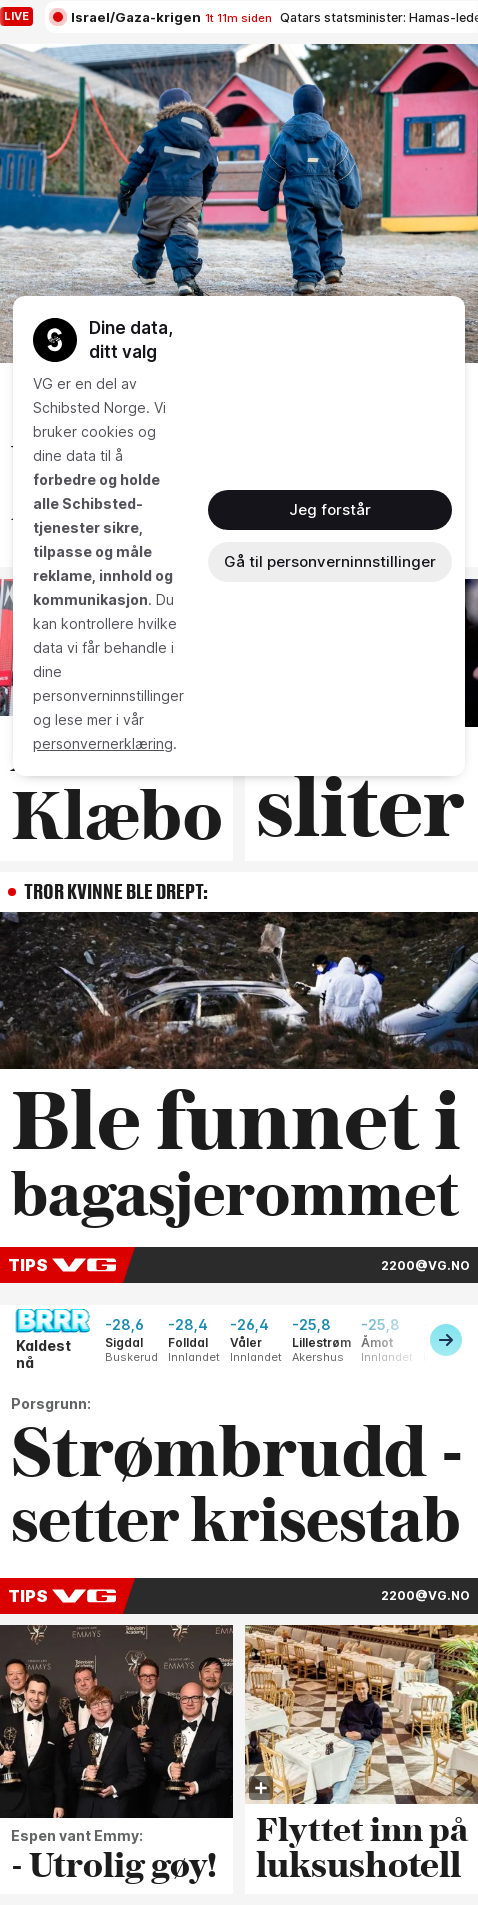 LIVE Israel/Gaza-krigen 1t 11m siden Qatars statsminister: Hamas-lede
Dine data,
ditt valg
VG er en del av
Schibsted Norge. Vi
bruker cookies og
dine data til å
forbedre og holde
alle Schibsted-
tjenester sikre,
tilpasse og måle
reklame, innhold og
kommunikasjon. Du
kan kontrollere hvilke
data vi får behandle i
dine
personverninnstillinger
og lese mer i vår
personvernerklæring.
Jeg forstår
Gå til personverninnstillinger
Klæbo
sliter
TROR KVINNE BLE DREPT:
Ble funnet i
bagasjerommet
TIPS VG 2200@VG.NO
BRRR
Kaldest
nå
-28,6 -28,4 -26,4 -25,8 -25,8
Sigdal Folldal Våler Lillestrøm Åmot
Buskerud Innlandet Innlandet Akershus Innlandet
Porsgrunn:
Strømbrudd -
setter krisestab
TIPS VG 2200@VG.NO
EMMYS
Television
Academy
EMMYS
Espen vant Emmy:
- Utrolig gøy!
Flyttet inn på
luksushotell